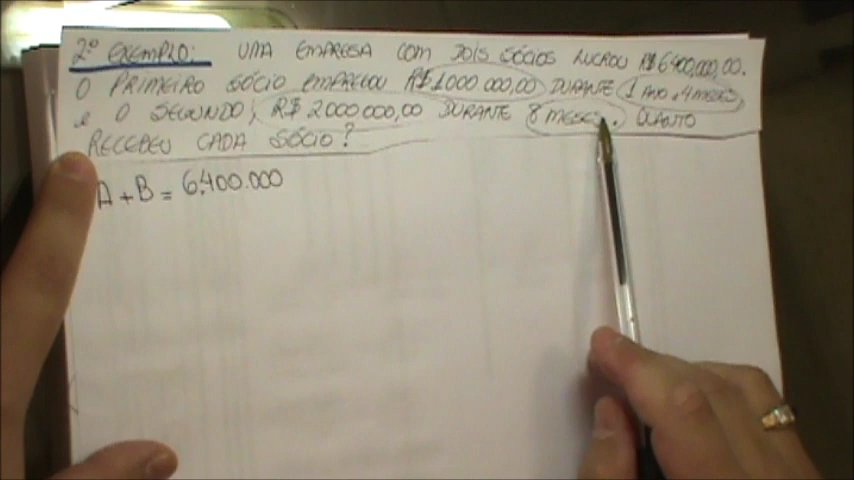 2º EXEMPLO: UMA EMPRESA COM DOIS SÓCIOS LUCROU R$6400,000,00.
O PRIMEIRO SÓCIO EMPREGOU R$1000 000,00 DURANTE 1 ANO e 4 MESES,
e O SEGUNDO, R$ 2000 000,00 DURANTE 8 MESES. QUANTO
RECEBEU CADA SÓCIO?
A + B = 6.400.000